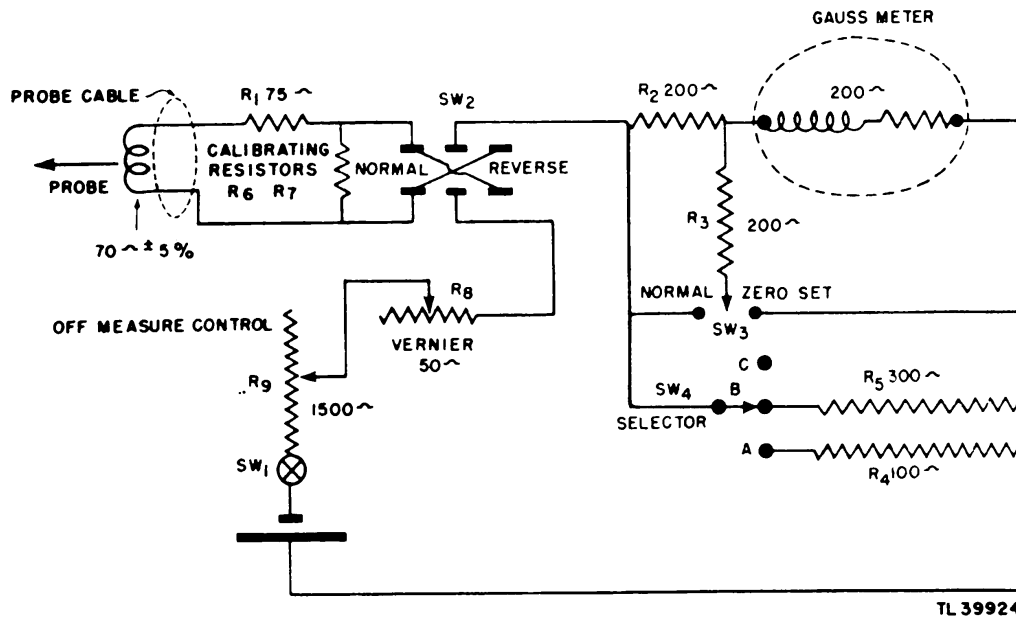 GAUSS METER
PROBE CABLE
R1 75~
SW2
R2 200~
200~
CALIBRATING
RESISTORS
R6 R7
NORMAL
REVERSE
PROBE
70~ ±5%
R3
200~
R8
VERNIER
50~
NORMAL
ZERO SET
SW3
OFF MEASURE CONTROL
R9
1500~
C
SW4
B
R5 300~
SELECTOR
A
R4 100~
SW1
TL 39924